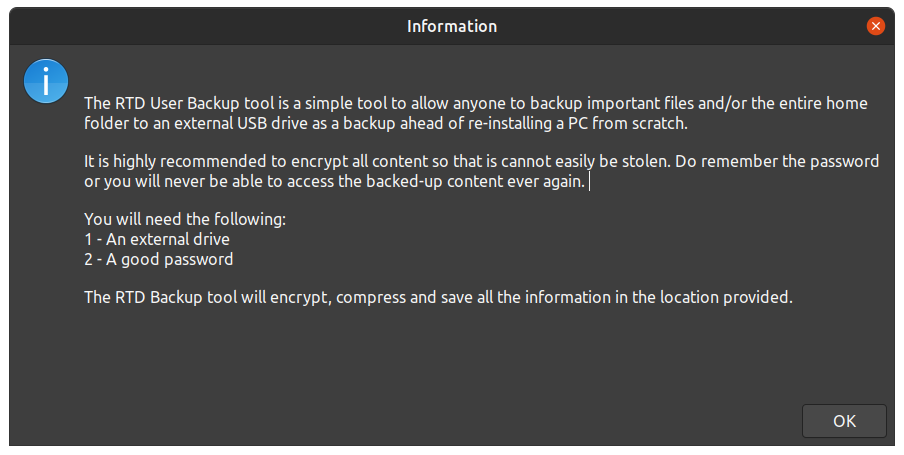 Information
The RTD User Backup tool is a simple tool to allow anyone to backup important files and/or the entire home
folder to an external USB drive as a backup ahead of re-installing a PC from scratch.
It is highly recommended to encrypt all content so that is cannot easily be stolen. Do remember the password
or you will never be able to access the backed-up content ever again.
You will need the following:
1 - An external drive
2 - A good password
The RTD Backup tool will encrypt, compress and save all the information in the location provided.
OK